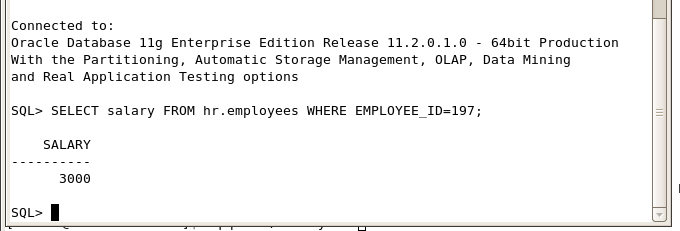 Connected to:
Oracle Database 11g Enterprise Edition Release 11.2.0.1.0 - 64bit Production
With the Partitioning, Automatic Storage Management, OLAP, Data Mining
and Real Application Testing options
SQL> SELECT salary FROM hr.employees WHERE EMPLOYEE_ID=197;
SALARY
----------
3000
SQL>